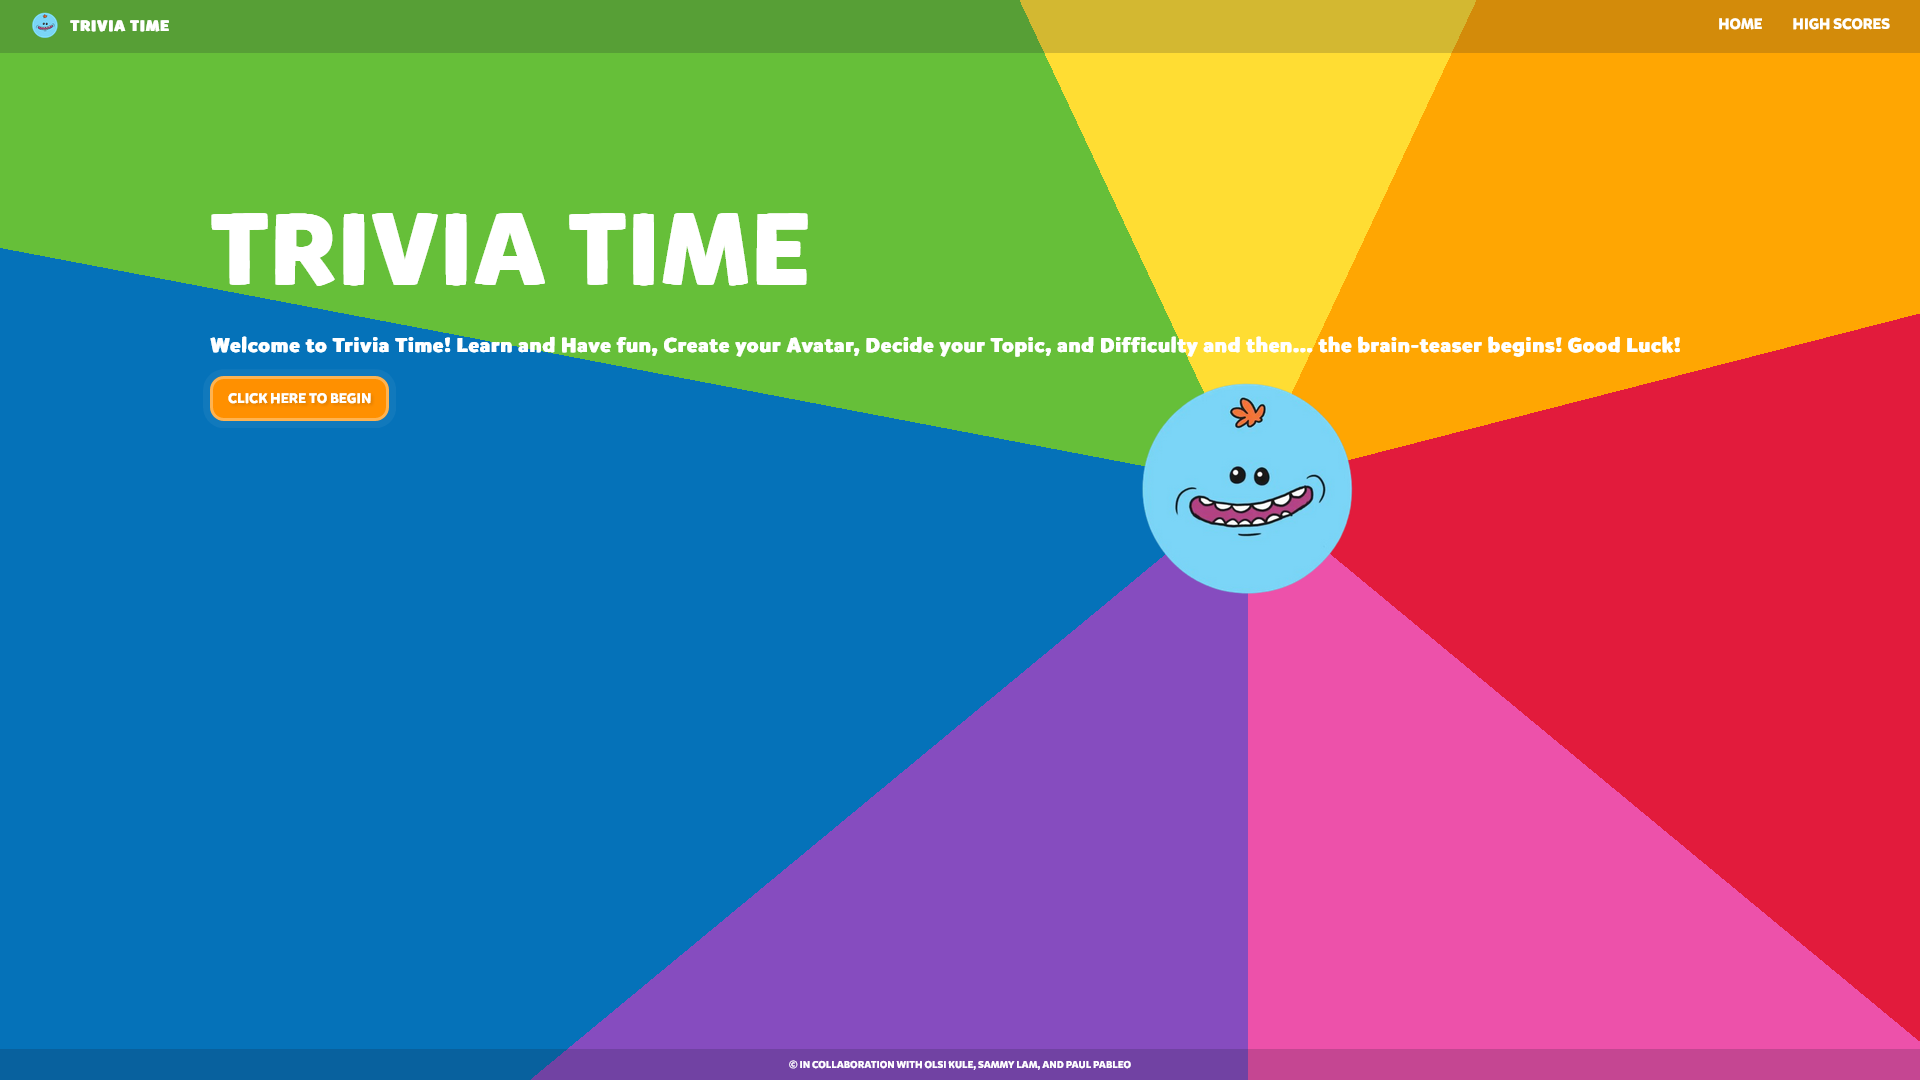 TRIVIA TIME
HOME
HIGH SCORES
TRIVIA TIME
Welcome to Trivia Time! Learn and Have fun, Create your Avatar, Decide your Topic, and Difficulty and then... the brain-teaser begins! Good Luck!
CLICK HERE TO BEGIN
© IN COLLABORATION WITH OLSI KULE, SAMMY LAM, AND PAUL PABLEO